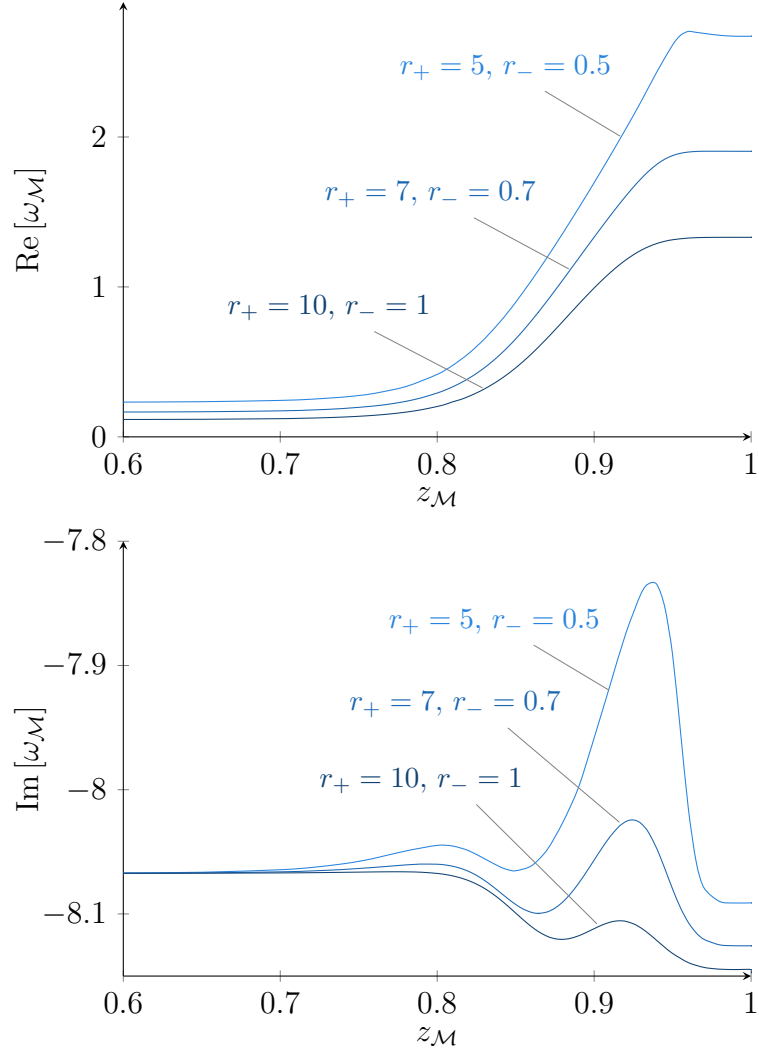 r₊ = 5, r₋ = 0.5
2
r₊ = 7, r₋ = 0.7
Re [ω_ℳ]
1
r₊ = 10, r₋ = 1
0
0.6 0.7 0.8 0.9 1
z_ℳ
−7.8
r₊ = 5, r₋ = 0.5
−7.9
r₊ = 7, r₋ = 0.7
Im [ω_ℳ]
−8
r₊ = 10, r₋ = 1
−8.1
0.6 0.7 0.8 0.9 1
z_ℳ